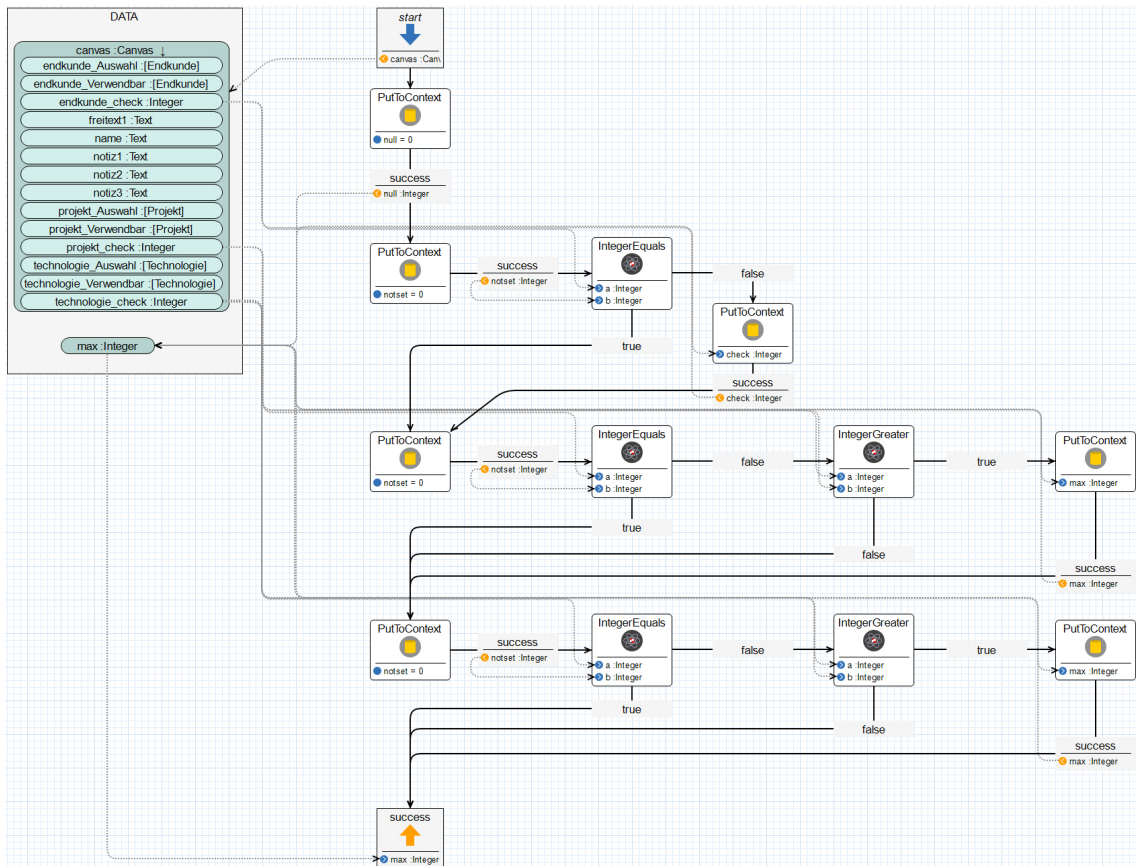 DATA
canvas :Canvas ↓
endkunde_Auswahl :[Endkunde]
endkunde_Verwendbar :[Endkunde]
endkunde_check :Integer
freitext1 :Text
name :Text
notiz1 :Text
notiz2 :Text
notiz3 :Text
projekt_Auswahl :[Projekt]
projekt_Verwendbar :[Projekt]
projekt_check :Integer
technologie_Auswahl :[Technologie]
technologie_Verwendbar :[Technologie]
technologie_check :Integer
max :Integer
start
canvas :Canv
PutToContext
null = 0
success
null :Integer
PutToContext
notset = 0
success
notset :Integer
IntegerEquals
a :Integer
b :Integer
false
true
PutToContext
check :Integer
success
check :Integer
PutToContext
notset = 0
success
notset :Integer
IntegerEquals
a :Integer
b :Integer
false
true
IntegerGreater
a :Integer
b :Integer
true
false
PutToContext
max :Integer
success
max :Integer
PutToContext
notset = 0
success
notset :Integer
IntegerEquals
a :Integer
b :Integer
false
true
IntegerGreater
a :Integer
b :Integer
true
false
PutToContext
max :Integer
success
max :Integer
success
max :Integer